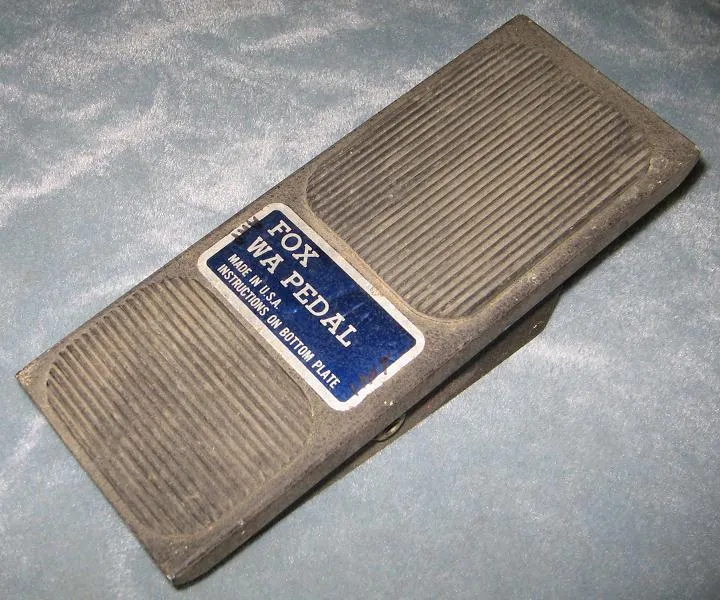 FOX
WA PEDAL
MADE IN U.S.A.
INSTRUCTIONS ON BOTTOM PLATE